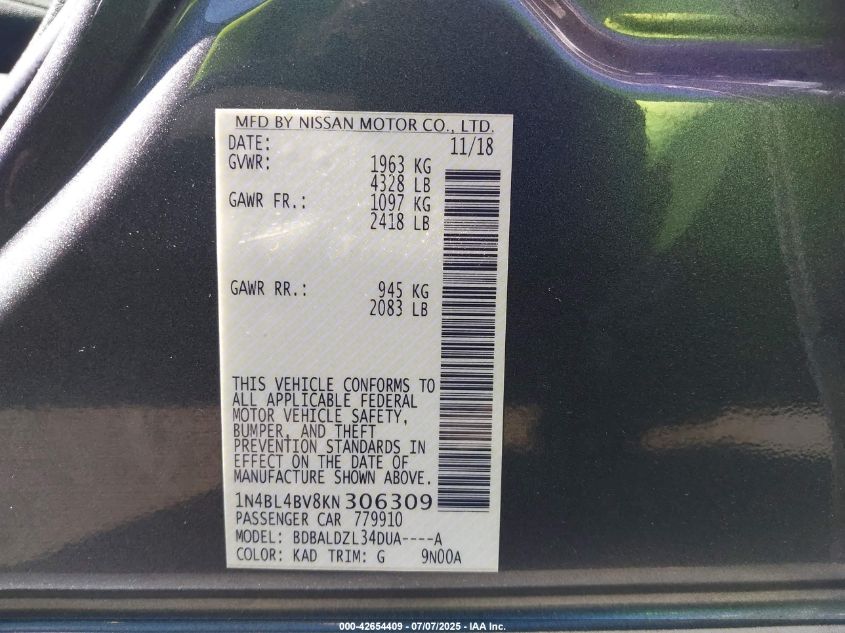 MFD BY NISSAN MOTOR CO., LTD.
DATE: 11/18
GVWR: 1963 KG
4328 LB
GAWR FR.: 1097 KG
2418 LB
GAWR RR.: 945 KG
2083 LB
THIS VEHICLE CONFORMS TO
ALL APPLICABLE FEDERAL
MOTOR VEHICLE SAFETY,
BUMPER, AND THEFT
PREVENTION STANDARDS IN
EFFECT ON THE DATE OF
MANUFACTURE SHOWN ABOVE.
1N4BL4BV8KN306309
PASSENGER CAR 779910
MODEL: BDBALDZL34DUA----A
COLOR: KAD TRIM: G 9N00A
000-42654409 - 07/07/2025 - IAA Inc.